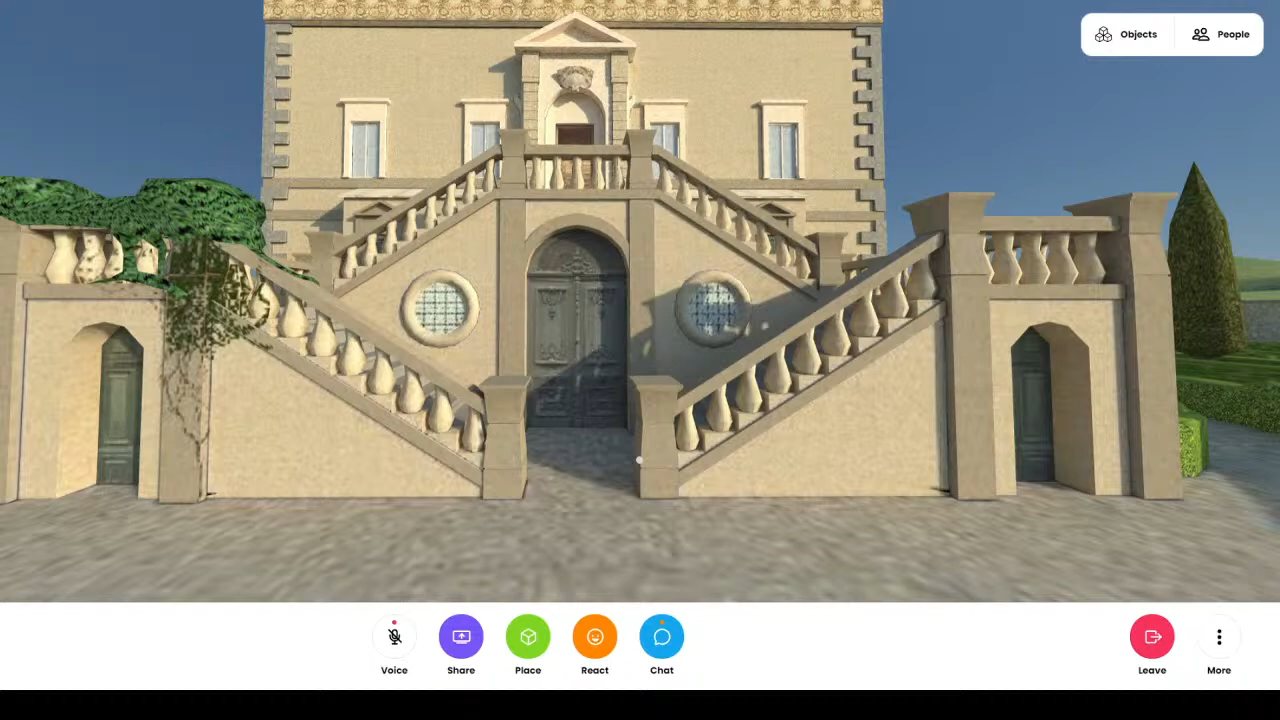 Objects
People
Voice
Share
Place
React
Chat
Leave
More